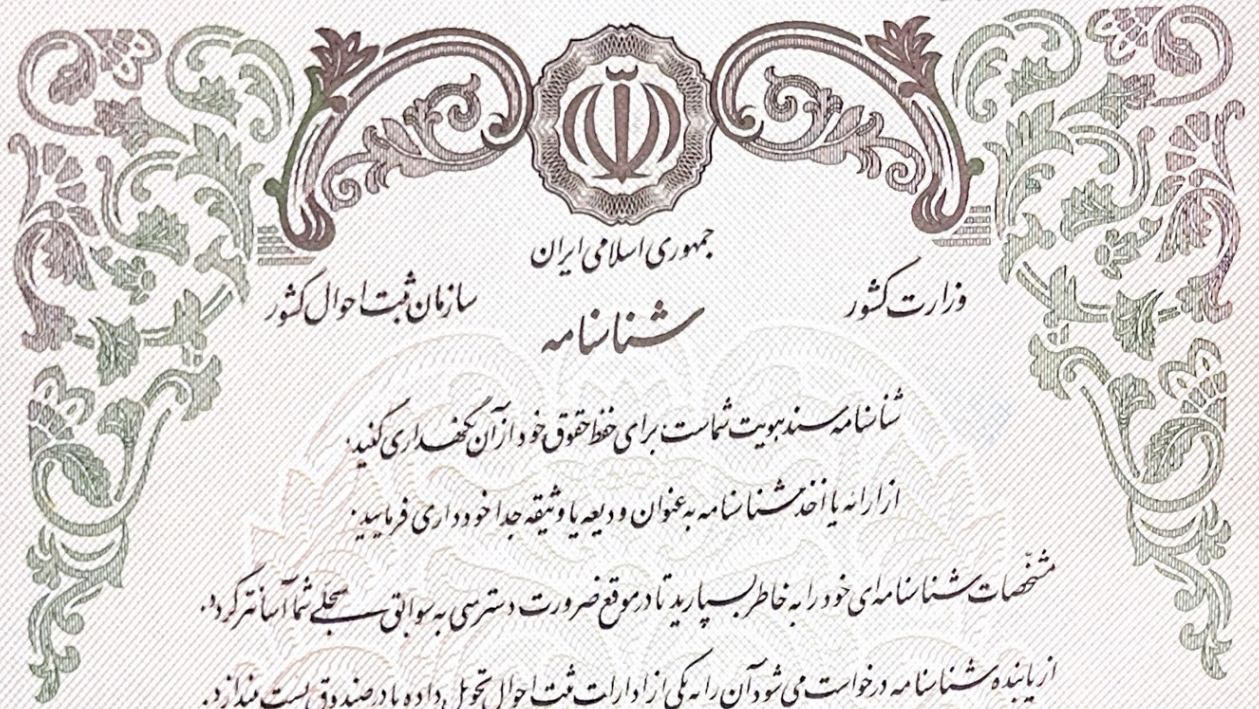 جمهوری اسلامی ایران
وزارت کشور
سازمان ثبت احوال کشور
شناسنامه
شناسنامه سند هویت شماست برای حفظ حقوق خود از آن نگهداری کنید.
از ارائه یا اخذ شناسنامه به عنوان ودیعه یا وثیقه جداً خودداری فرمایید.
مشخّصات شناسنامه‌ای خود را به خاطر بسپارید تا در موقع ضرورت دسترسی به سوابق سجلی شما آسانتر گردد.
از یابنده شناسنامه درخواست می‌شود آن را به یکی از ادارات ثبت احوال تحویل داده یا در صندوق پست بیندازد.